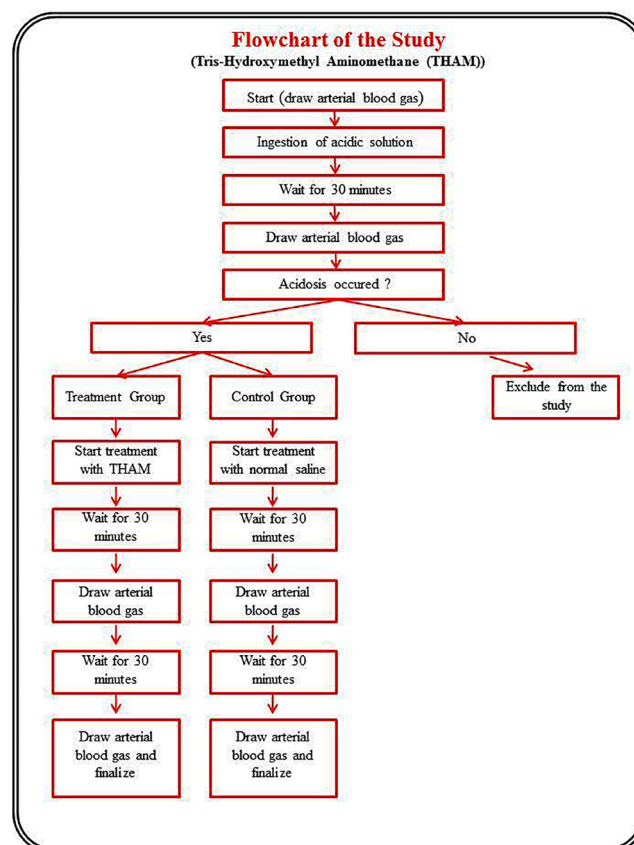 Flowchart of the Study
(Tris-Hydroxymethyl Aminomethane (THAM))
Start (draw arterial blood gas)
Ingestion of acidic solution
Wait for 30 minutes
Draw arterial blood gas
Acidosis occured ?
Yes
No
Treatment Group
Control Group
Exclude from the
study
Start treatment
with THAM
Start treatment
with normal saline
Wait for 30
minutes
Wait for 30
minutes
Draw arterial
blood gas
Draw arterial
blood gas
Wait for 30
minutes
Wait for 30
minutes
Draw arterial
blood gas and
finalize
Draw arterial
blood gas and
finalize